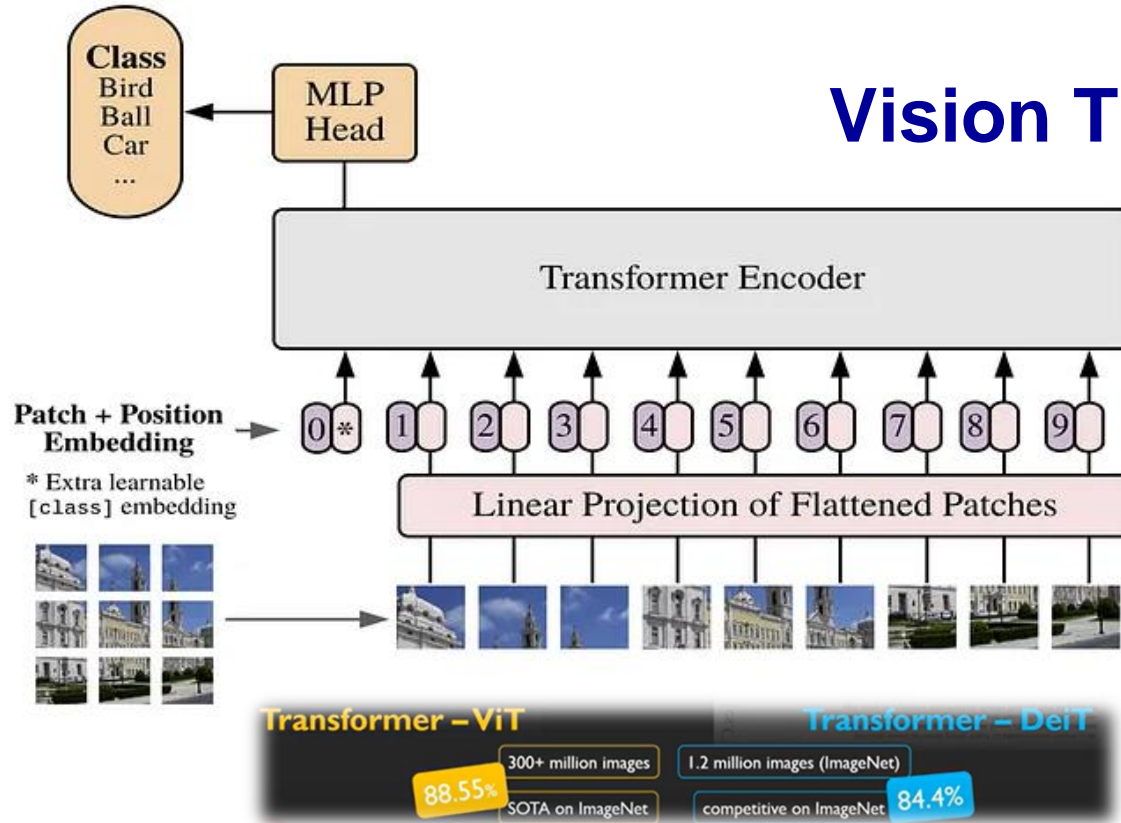 Class
Bird
Ball
Car
...
MLP
Head
Vision T
Transformer Encoder
Patch + Position
Embedding
0 * 1 2 3 4 5 6 7 8 9
* Extra learnable
[class] embedding
Linear Projection of Flattened Patches
Transformer – ViT
Transformer – DeiT
300+ million images
1.2 million images (ImageNet)
88.55%
SOTA on ImageNet
competitive on ImageNet
84.4%